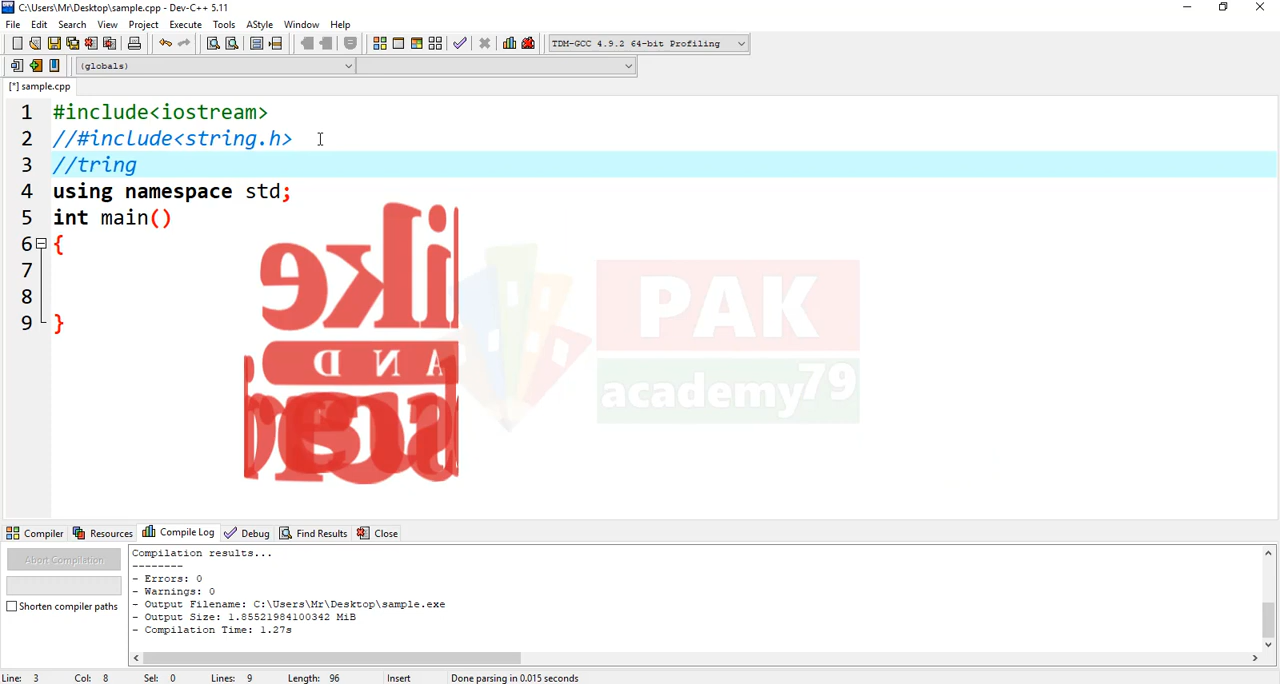 C:\Users\Mr\Desktop\sample.cpp - Dev-C++ 5.11
File Edit Search View Project Execute Tools AStyle Window Help
TDM-GCC 4.9.2 64-bit Profiling
(globals)
[*] sample.cpp
1 #include<iostream>
2 //#include<string.h>
3 //tring
4 using namespace std;
5 int main()
6 {
7
8
9 }
like
AND
PAK
academy79
Compiler Resources Compile Log Debug Find Results Close
Abort Compilation
Shorten compiler paths
Compilation results...
--------
- Errors: 0
- Warnings: 0
- Output Filename: C:\Users\Mr\Desktop\sample.exe
- Output Size: 1.85521984100342 MiB
- Compilation Time: 1.27s
Line: 3 Col: 8 Sel: 0 Lines: 9 Length: 96 Insert Done parsing in 0.015 seconds